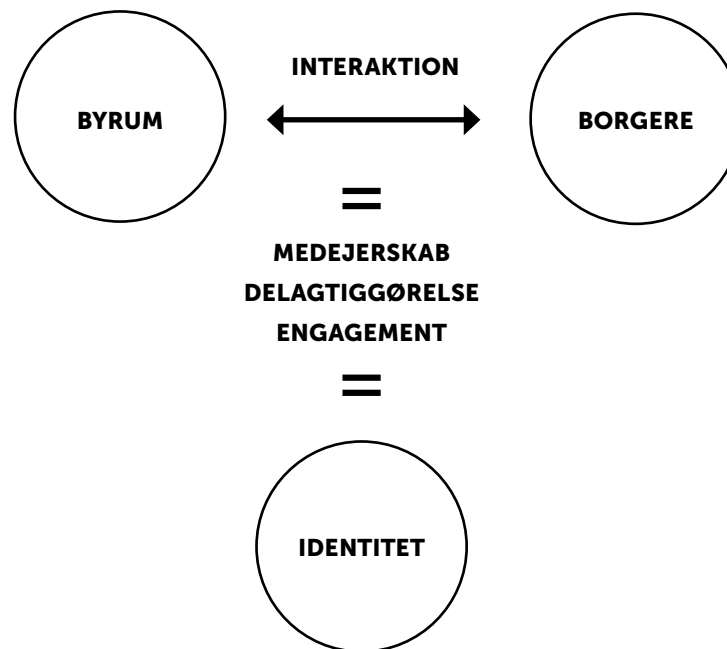 INTERAKTION
BYRUM
BORGERE
=
MEDEJERSKAB
DELAGTIGGØRELSE
ENGAGEMENT
=
IDENTITET